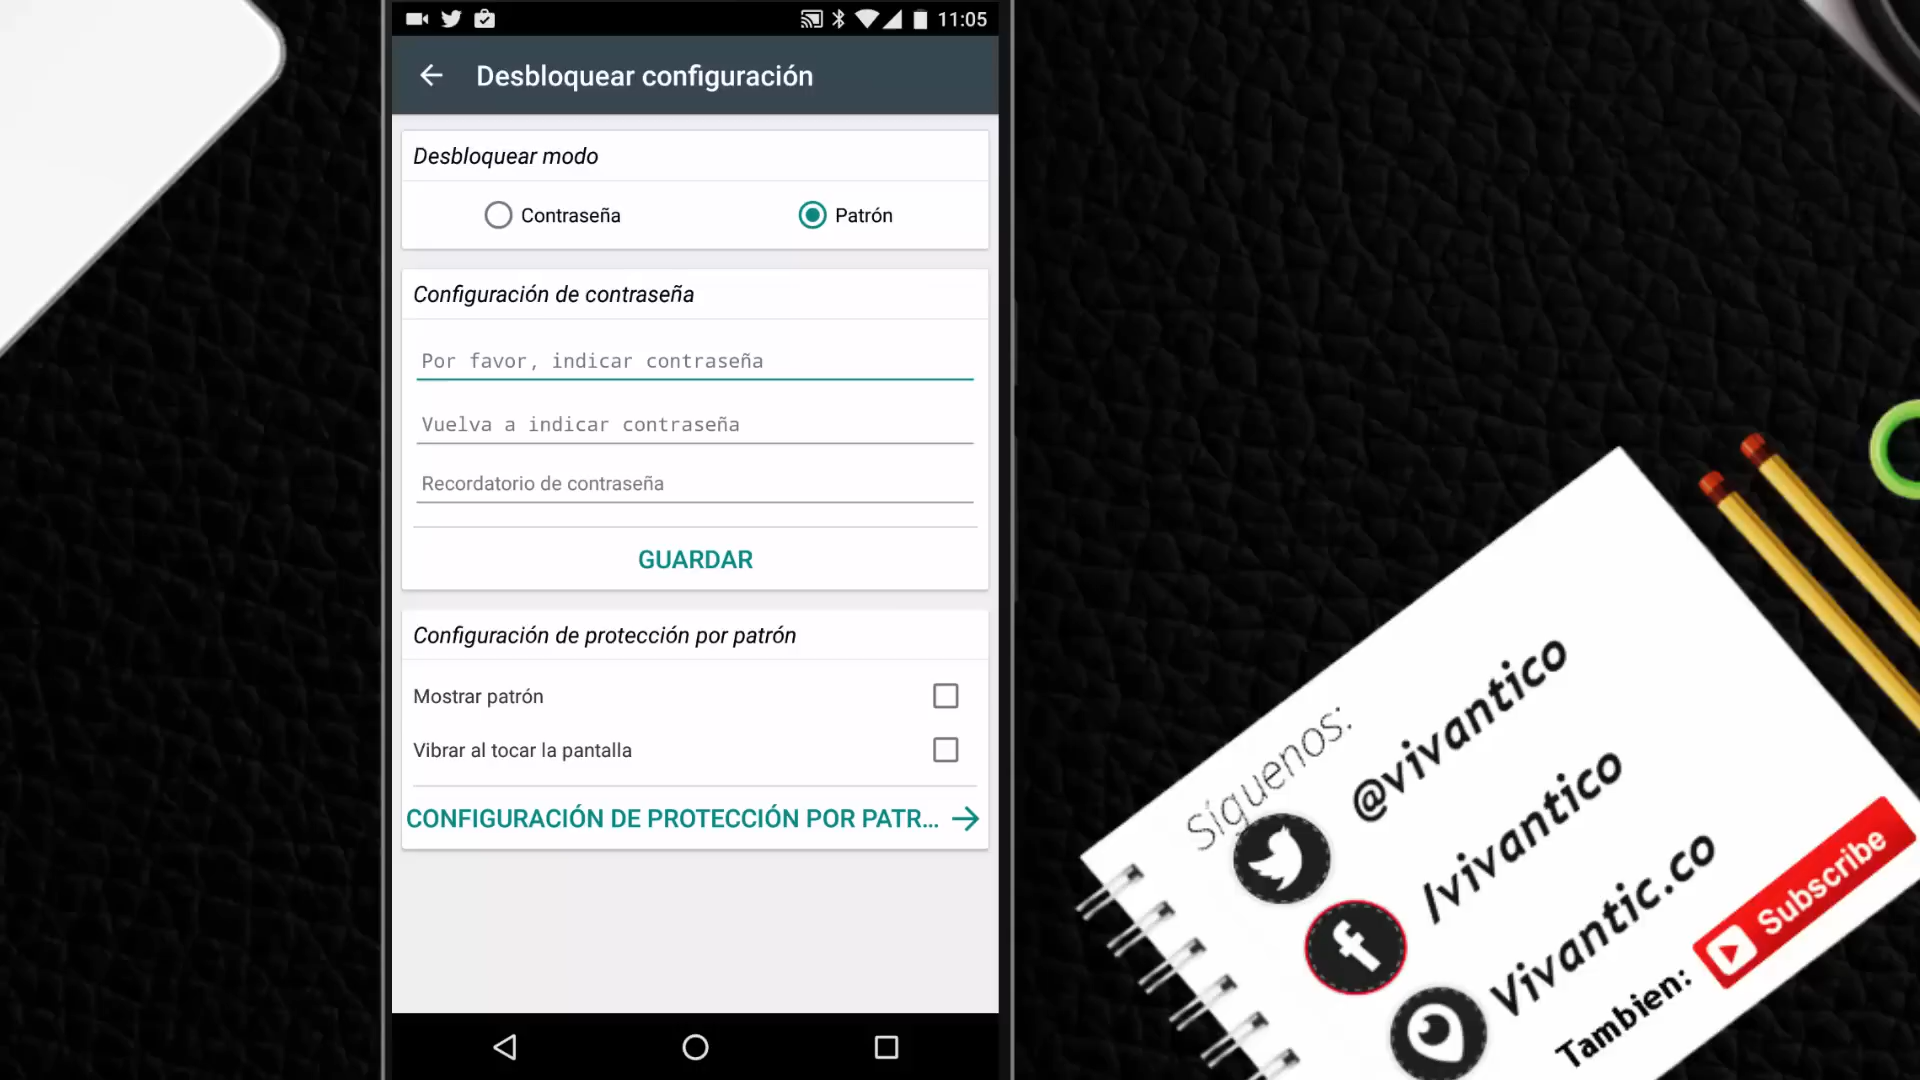 11:05
Desbloquear configuración
Desbloquear modo
Contraseña
Patrón
Configuración de contraseña
Por favor, indicar contraseña
Vuelva a indicar contraseña
Recordatorio de contraseña
GUARDAR
Configuración de protección por patrón
Mostrar patrón
Vibrar al tocar la pantalla
CONFIGURACIÓN DE PROTECCIÓN POR PATR...
Síguenos:
@vivantico
/vivantico
Vivantic.co
Tambien:
Subscribe